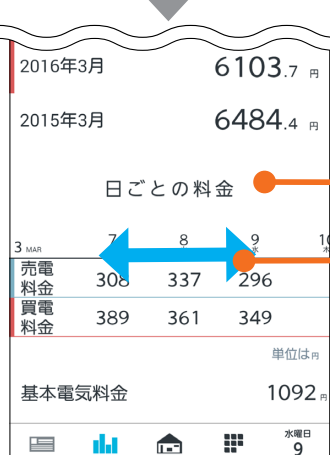 2016年3月 6103.7 円
2015年3月 6484.4 円
日ごとの料金
3 MAR 7 8 9 水 10 木
売電料金 308 337 296
買電料金 389 361 349
単位は円
基本電気料金 1092 円
水曜日
9